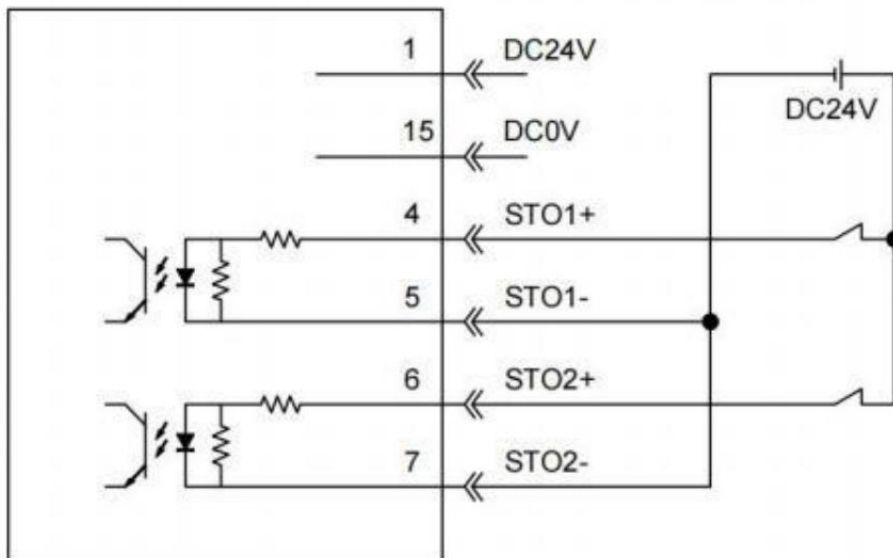 1 DC24V
DC24V
15 DC0V
4 STO1+
5 STO1-
6 STO2+
7 STO2-